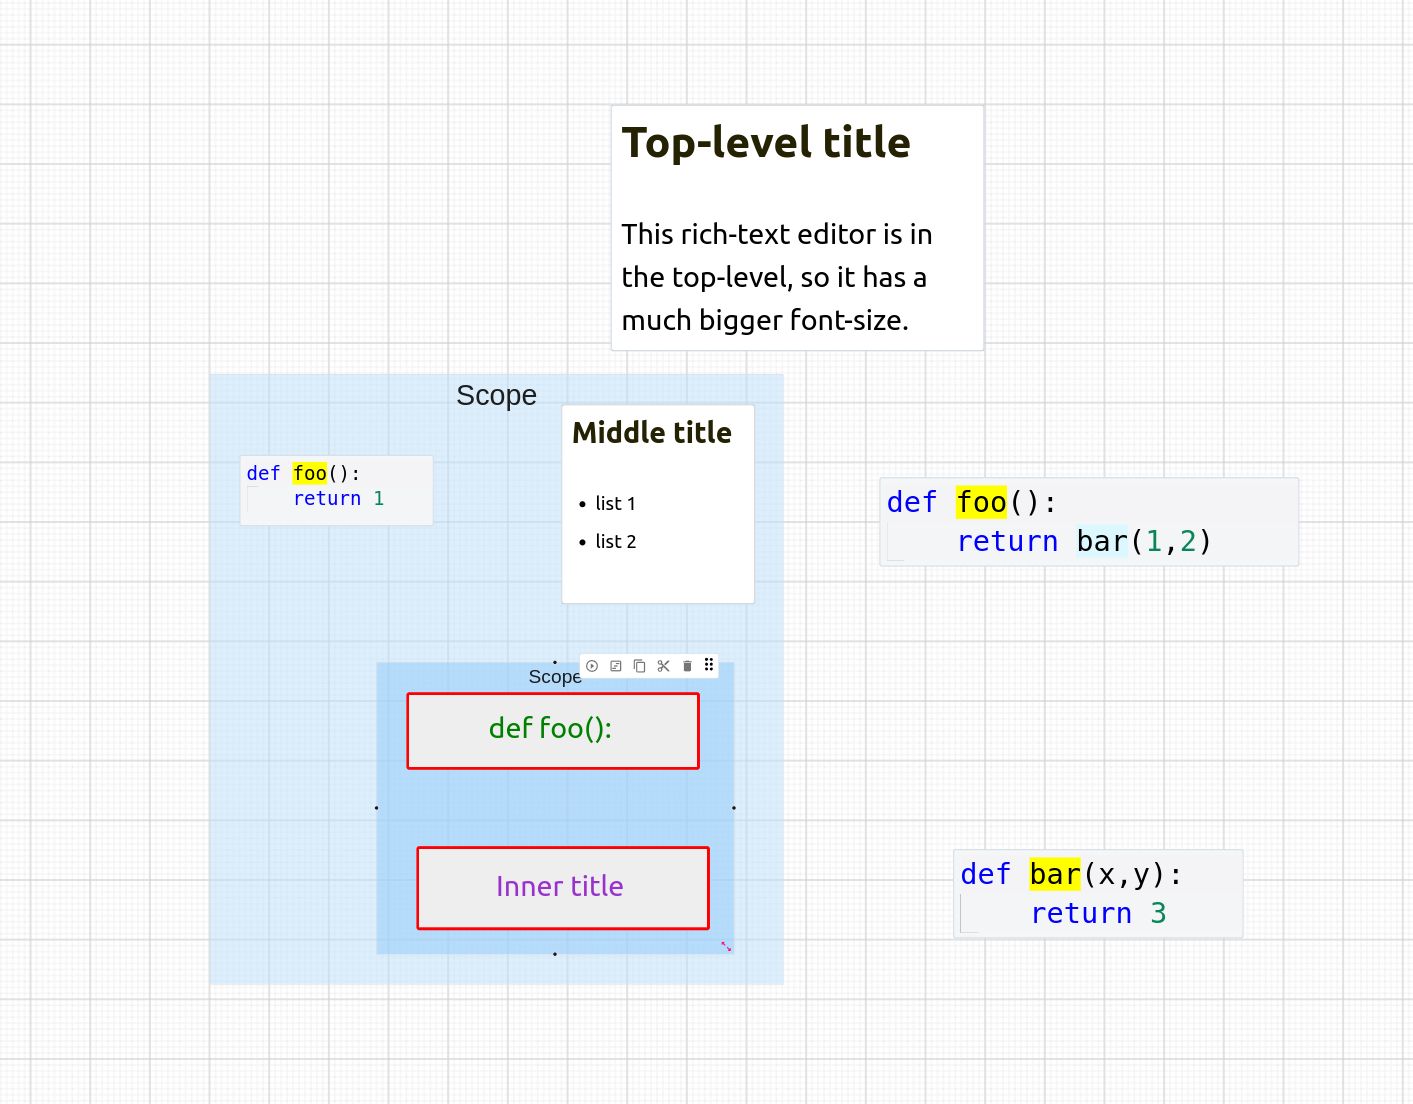 Top-level title
This rich-text editor is in
the top-level, so it has a
much bigger font-size.
Scope
def foo():
    return 1
Middle title
• list 1
• list 2
def foo():
    return bar(1,2)
Scope
def foo():
Inner title
def bar(x,y):
    return 3